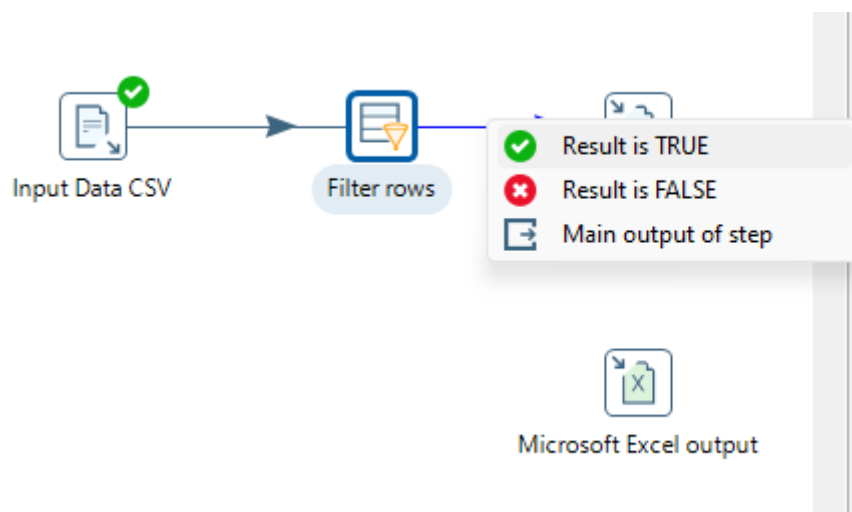 Input Data CSV
Filter rows
Result is TRUE
Result is FALSE
Main output of step
X
Microsoft Excel output